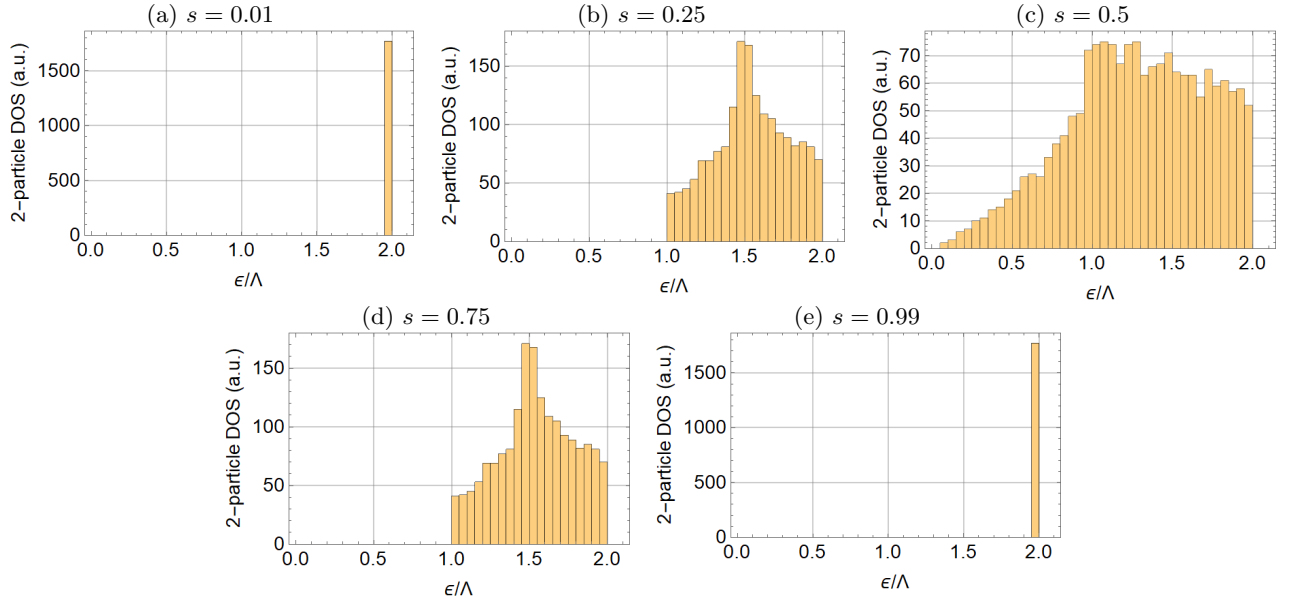 (a) s = 0.01
2−particle DOS (a.u.)
1500
1000
500
0
0.0 0.5 1.0 1.5 2.0
ϵ/Λ
(b) s = 0.25
2−particle DOS (a.u.)
150
100
50
0
0.0 0.5 1.0 1.5 2.0
ϵ/Λ
(c) s = 0.5
2−particle DOS (a.u.)
70
60
50
40
30
20
10
0
0.0 0.5 1.0 1.5 2.0
ϵ/Λ
(d) s = 0.75
2−particle DOS (a.u.)
150
100
50
0
0.0 0.5 1.0 1.5 2.0
ϵ/Λ
(e) s = 0.99
2−particle DOS (a.u.)
1500
1000
500
0
0.0 0.5 1.0 1.5 2.0
ϵ/Λ